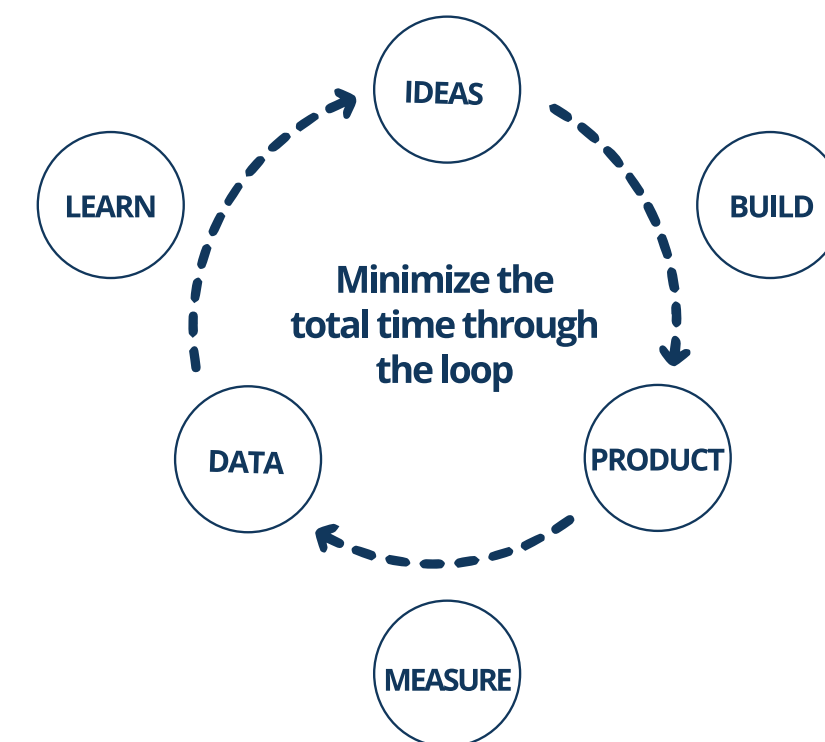 IDEAS
LEARN
BUILD
Minimize the
total time through
the loop
DATA
PRODUCT
MEASURE